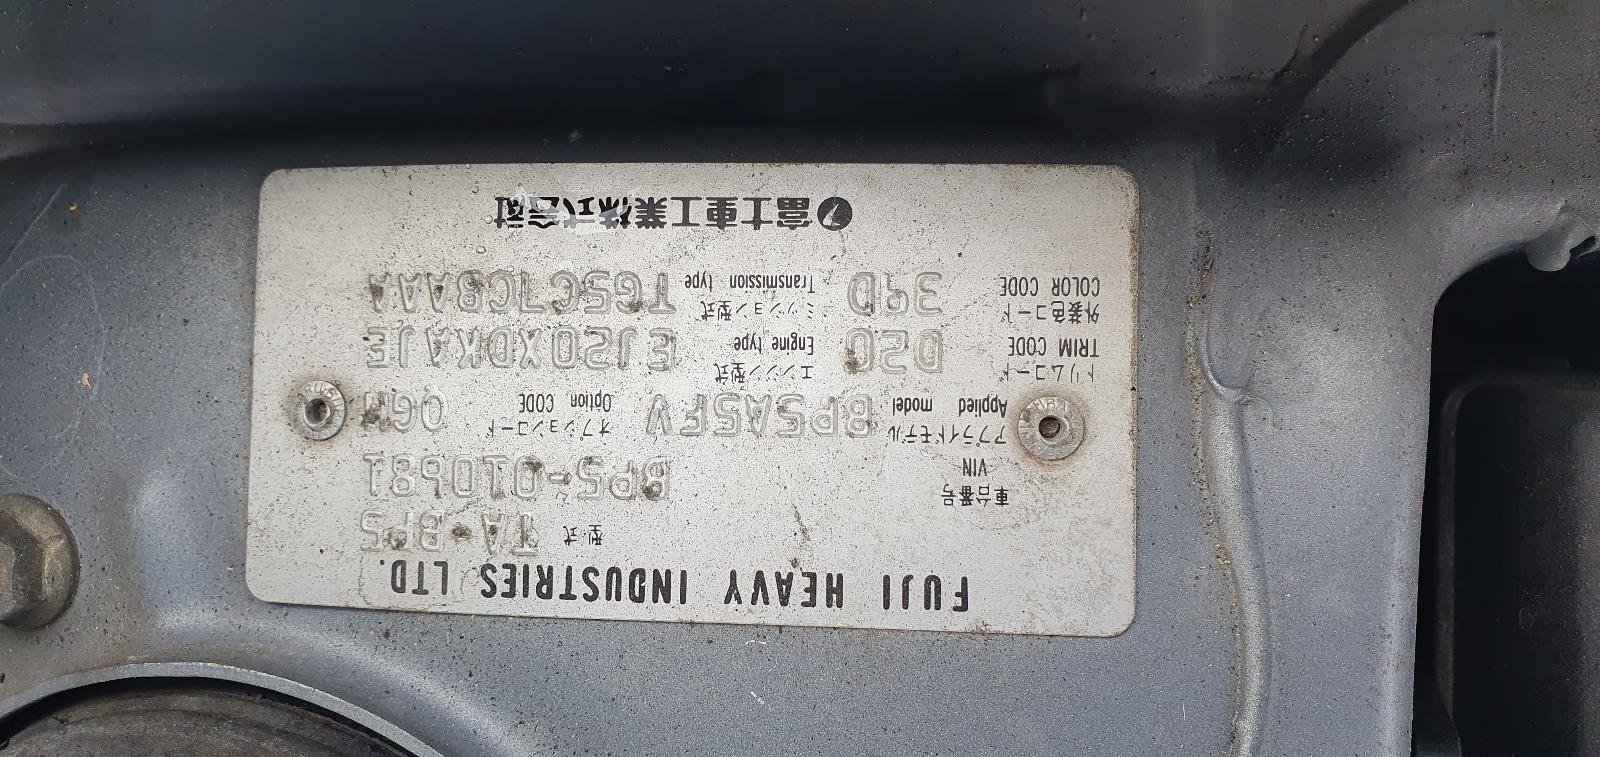 FUJI HEAVY INDUSTRIES LTD.
型式 TA-BP5
車台番号
VIN BP5-010681
アプライドモデル オプションコード
Applied model BP5A5FV Option CODE
トリムコード エンジン型式
TRIM CODE D20 Engine type EJ20XDKAJE
外装色コード ミッション型式
COLOR CODE 39D Transmission type TG5C7CBAAA
富士重工業株式会社